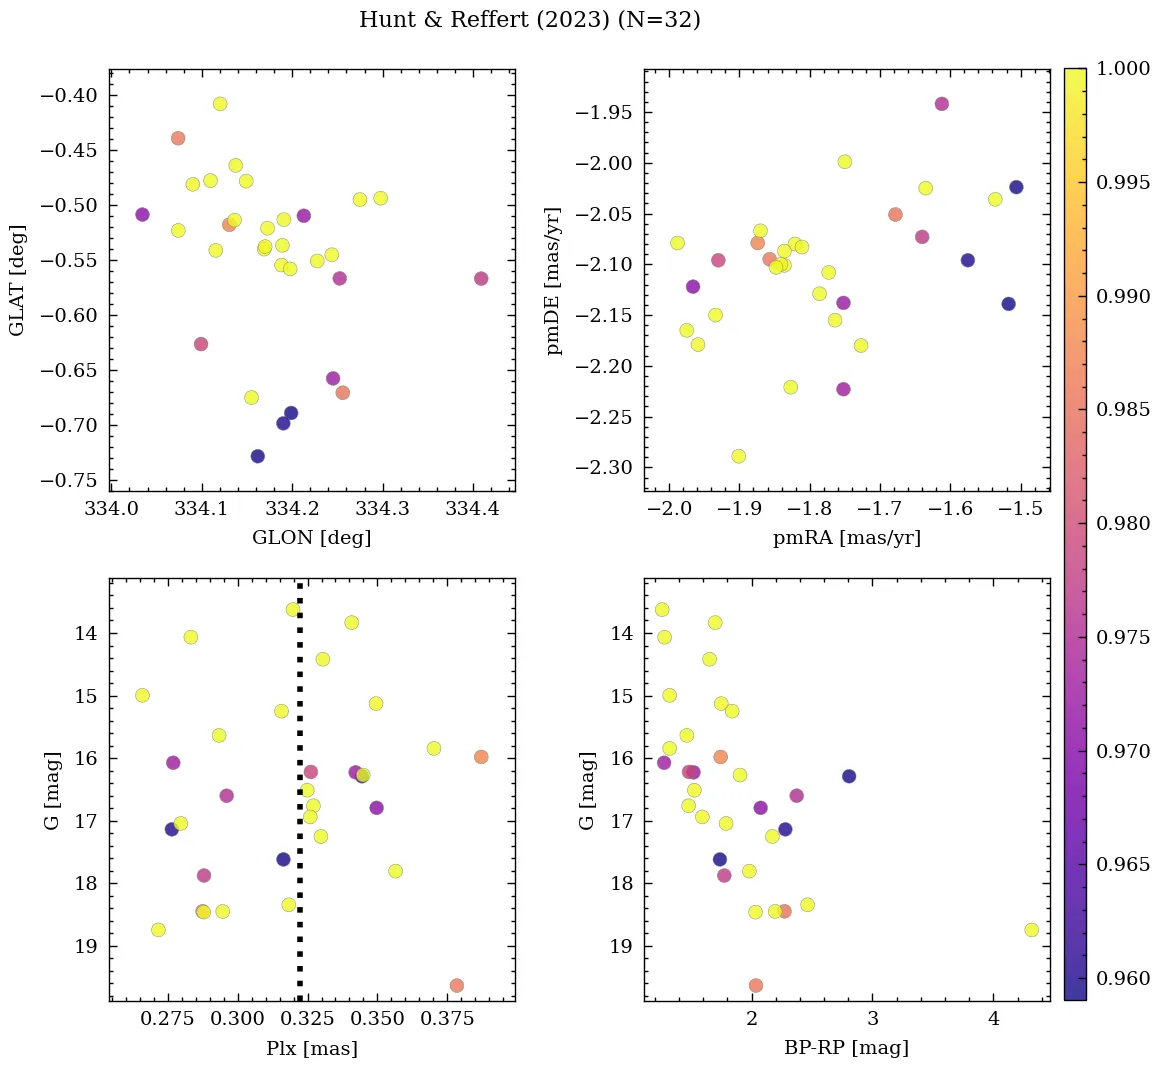 Hunt & Reffert (2023) (N=32)
−0.40
−0.45
−0.50
−0.55
−0.60
−0.65
−0.70
−0.75
GLAT [deg]
334.0 334.1 334.2 334.3 334.4
GLON [deg]
−1.95
−2.00
−2.05
−2.10
−2.15
−2.20
−2.25
−2.30
pmDE [mas/yr]
−2.0 −1.9 −1.8 −1.7 −1.6 −1.5
pmRA [mas/yr]
14
15
16
17
18
19
G [mag]
0.275 0.300 0.325 0.350 0.375
Plx [mas]
14
15
16
17
18
19
G [mag]
2 3 4
BP-RP [mag]
1.000
0.995
0.990
0.985
0.980
0.975
0.970
0.965
0.960